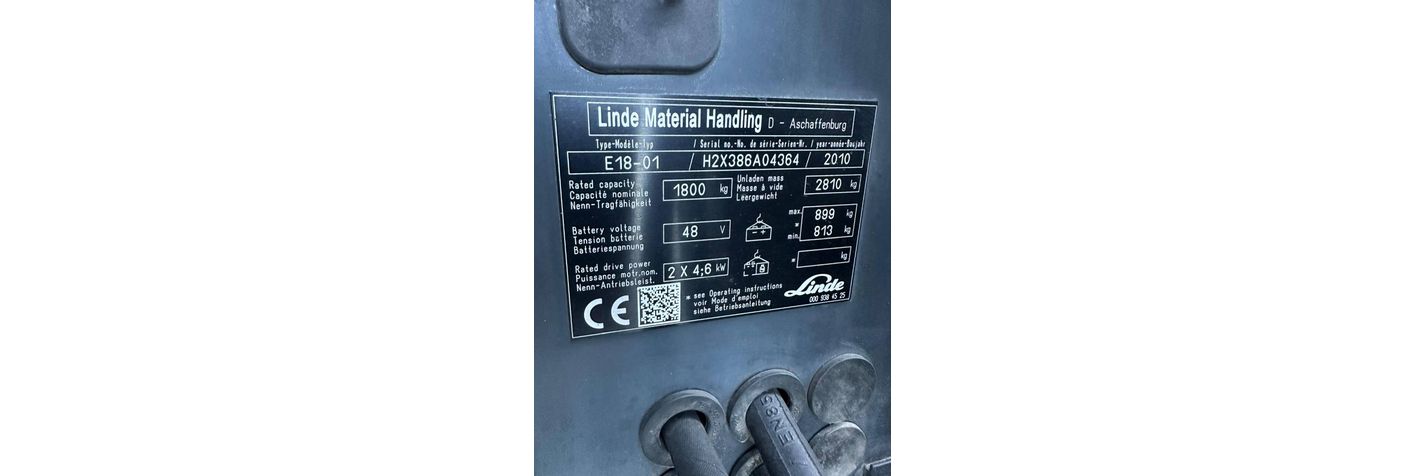 Linde Material Handling D - Aschaffenburg
Type-Modèle-Typ / Serial no.-No. de série-Serien-Nr. / year-année-Baujahr
E18-01 / H2X386A04364 / 2010
Rated capacity
Capacité nominale
Nenn-Tragfähigkeit
1800 kg
Unladen mass
Masse à vide
Leergewicht
2810 kg
Battery voltage
Tension batterie
Batteriespannung
48 V
- +
max. 899 kg
*
min. 813 kg
Rated drive power
Puissance motr.nom.
Nenn-Antriebsleist.
2 X 4;6 kW
* kg
CE
* see Operating instructions
voir Mode d'emploi
siehe Betriebsanleitung
Linde
000 938 45 25
EN8G